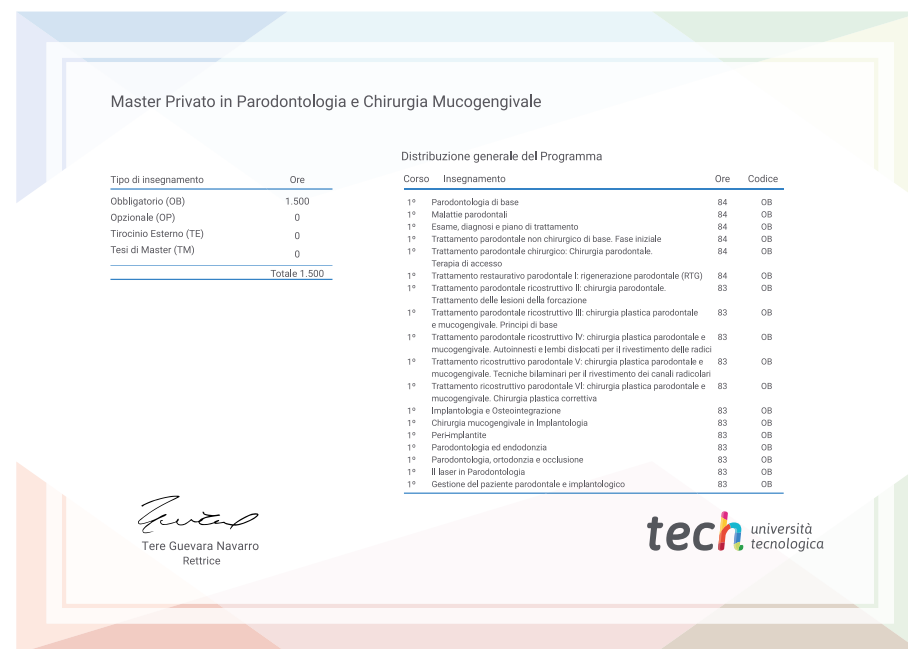 Master Privato in Parodontologia e Chirurgia Mucogengivale
Tipo di insegnamento Ore
Obbligatorio (OB) 1.500
Opzionale (OP) 0
Tirocinio Esterno (TE) 0
Tesi di Master (TM) 0
Totale 1.500
Distribuzione generale del Programma
Corso Insegnamento Ore Codice
1º Parodontologia di base 84 OB
1º Malattie parodontali 84 OB
1º Esame, diagnosi e piano di trattamento 84 OB
1º Trattamento parodontale non chirurgico di base. Fase iniziale 84 OB
1º Trattamento parodontale chirurgico: Chirurgia parodontale. 84 OB
Terapia di accesso
1º Trattamento restaurativo parodontale I: rigenerazione parodontale (RTG) 84 OB
1º Trattamento parodontale ricostruttivo II: chirurgia parodontale. 83 OB
Trattamento delle lesioni della forcazione
1º Trattamento parodontale ricostruttivo III: chirurgia plastica parodontale 83 OB
e mucogengivale. Principi di base
1º Trattamento parodontale ricostruttivo IV: chirurgia plastica parodontale e 83 OB
mucogengivale. Autoinnesti e lembi dislocati per il rivestimento delle radici
1º Trattamento ricostruttivo parodontale V: chirurgia plastica parodontale e 83 OB
mucogengivale. Tecniche bilaminari per il rivestimento dei canali radicolari
1º Trattamento ricostruttivo parodontale VI: chirurgia plastica parodontale e 83 OB
mucogengivale. Chirurgia plastica correttiva
1º Implantologia e Osteointegrazione 83 OB
1º Chirurgia mucogengivale in Implantologia 83 OB
1º Peri-implantite 83 OB
1º Parodontologia ed endodonzia 83 OB
1º Parodontologia, ortodonzia e occlusione 83 OB
1º Il laser in Parodontologia 83 OB
1º Gestione del paziente parodontale e implantologico 83 OB
Tere Guevara Navarro
Rettrice
tech università
tecnologica